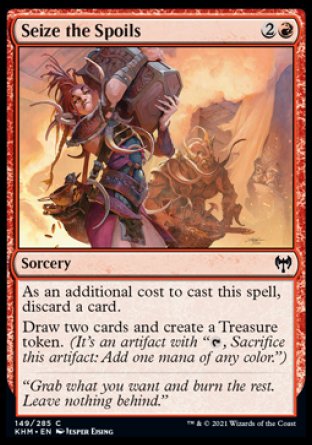 Seize the Spoils 2
Sorcery
As an additional cost to cast this spell,
discard a card.
Draw two cards and create a Treasure
token. (It's an artifact with “, Sacrifice
this artifact: Add one mana of any color.”)
“Grab what you want and burn the rest.
Leave nothing behind.”
149/285 C
KHM • EN Jesper Ejsing ™ & © 2021 Wizards of the Coast